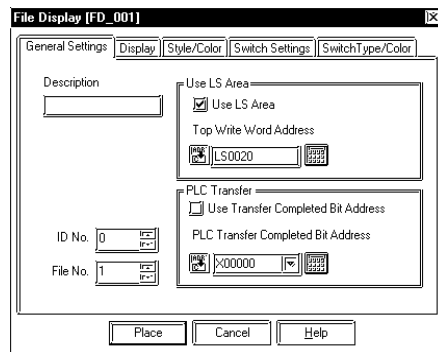 File Display [FD_001]
General Settings Display Style/Color Switch Settings SwitchType/Color
Description
Use LS Area
Use LS Area
Top Write Word Address
LS0020
PLC Transfer
Use Transfer Completed Bit Address
PLC Transfer Completed Bit Address
X00000
ID No. 0
File No. 1
Place Cancel Help